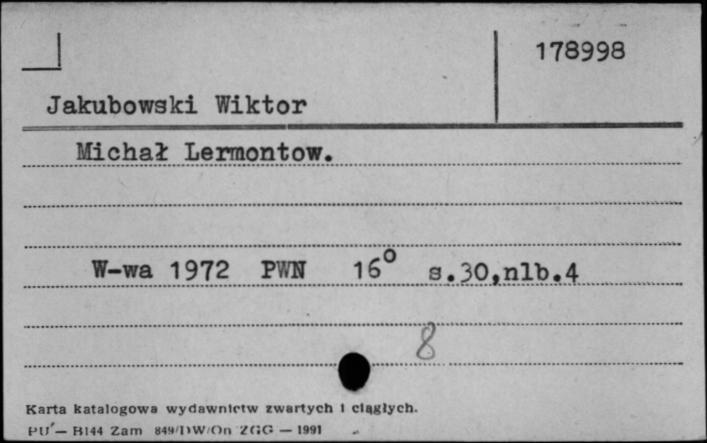 178998
Jakubowski Wiktor
Michał Lermontow.
W-wa 1972 PWN 16° s.30,nlb.4
8
Karta katalogowa wydawnictw zwartych i ciągłych.
PU — B144 Zam 849/DW/On ZGG — 1991